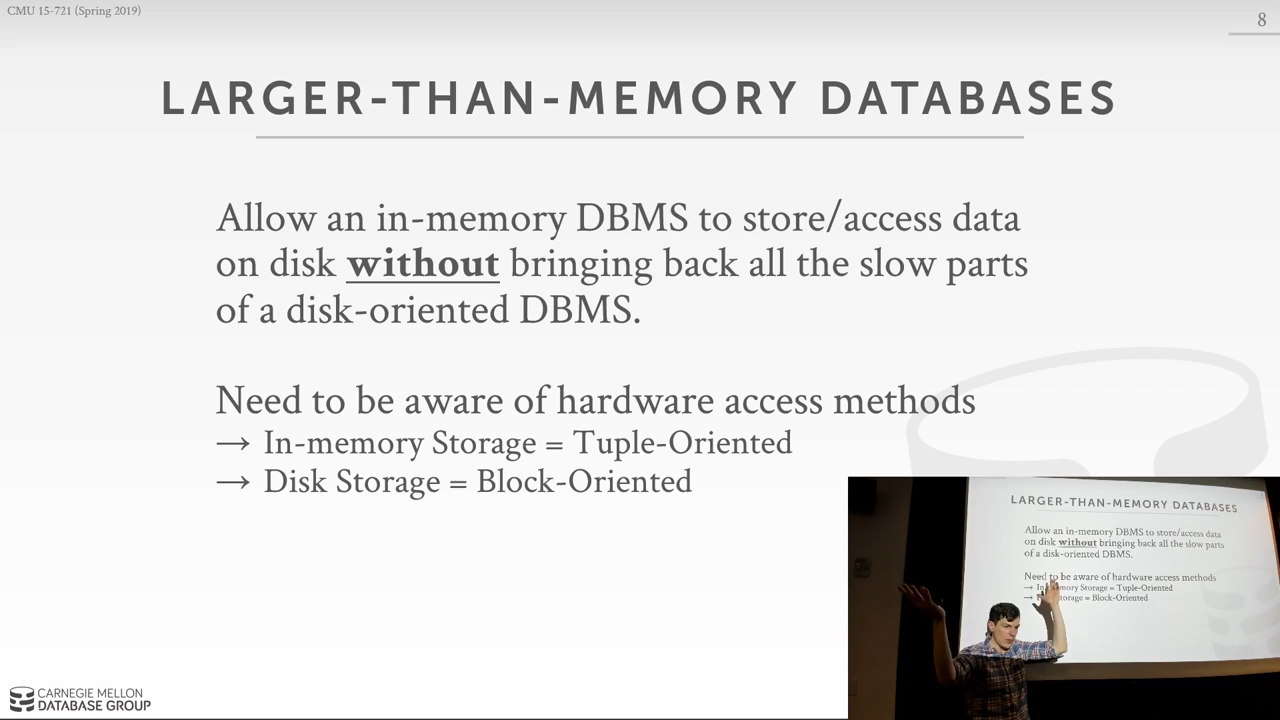 CMU 15-721 (Spring 2019)
8
LARGER-THAN-MEMORY DATABASES
Allow an in-memory DBMS to store/access data
on disk without bringing back all the slow parts
of a disk-oriented DBMS.
Need to be aware of hardware access methods
→ In-memory Storage = Tuple-Oriented
→ Disk Storage = Block-Oriented
LARGER-THAN-MEMORY DATABASES
Allow an in-memory DBMS to store/access data
on disk without bringing back all the slow parts
of a disk-oriented DBMS.
Need to be aware of hardware access methods
→ In memory Storage = Tuple-Oriented
→ Storage = Block-Oriented
CARNEGIE MELLON
DATABASE GROUP